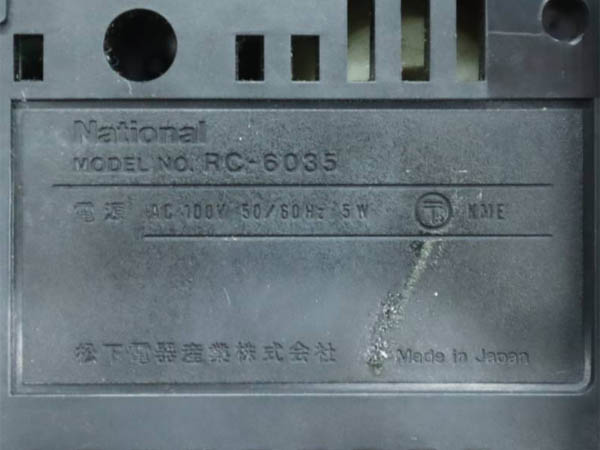 National
MODEL NO. RC-6035
電源 AC 100V 50/60Hz 5W 〒 NME
松下電器産業株式会社 Made in Japan